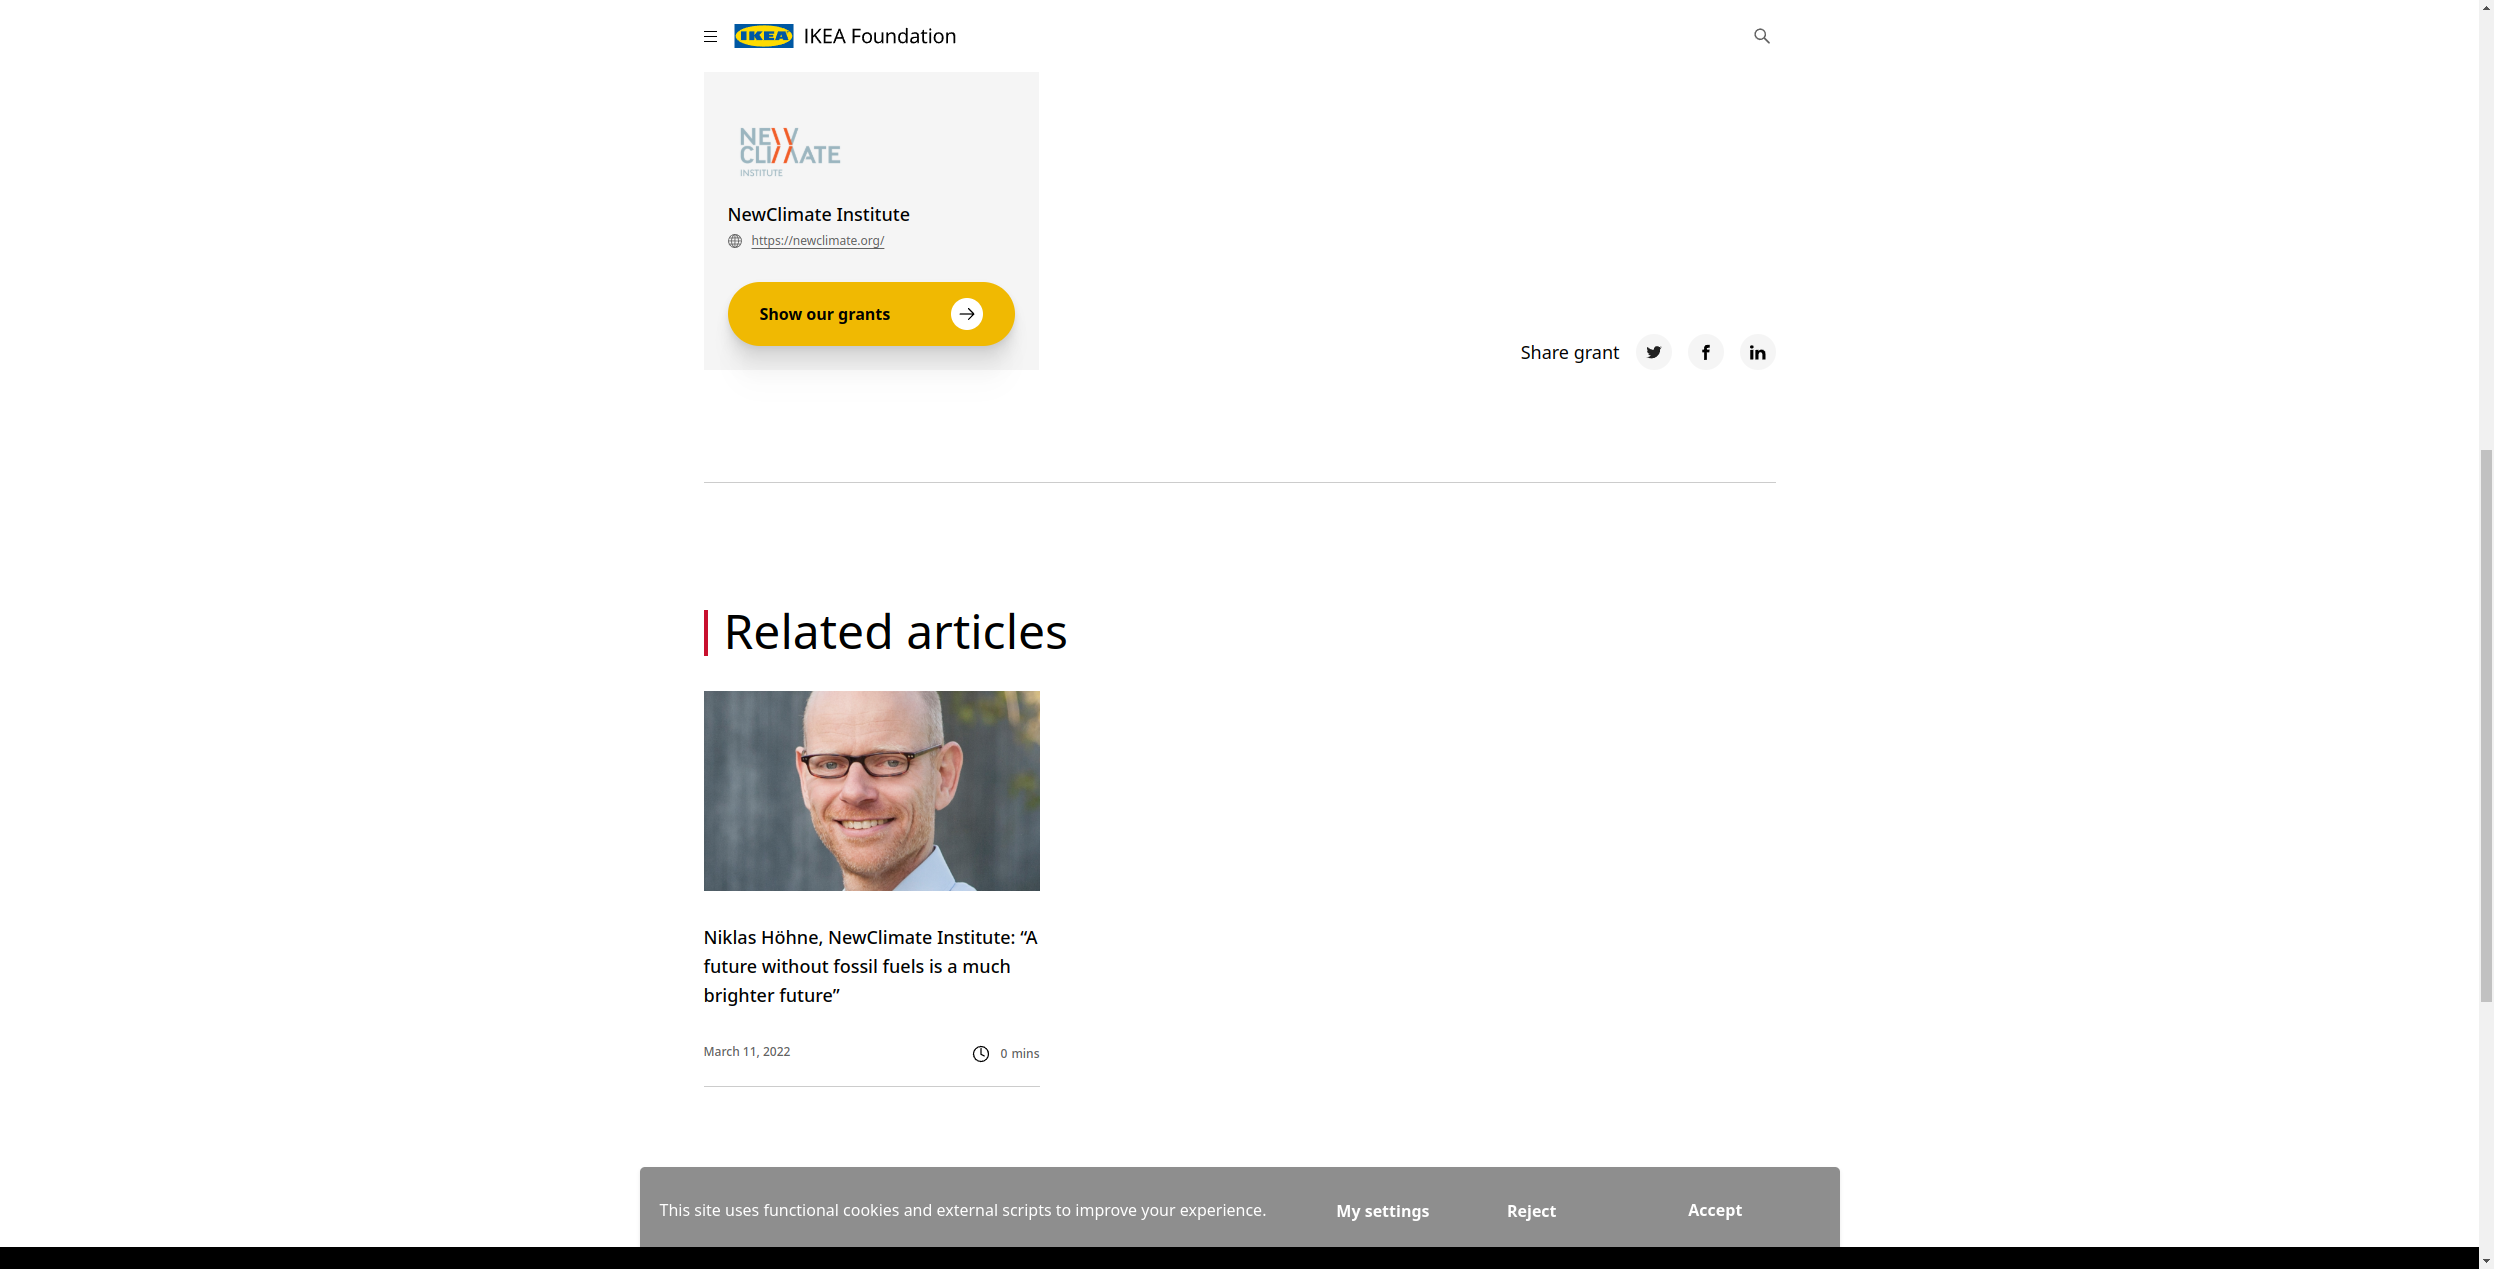 IKEA IKEA Foundation
NEW
CLIMATE
INSTITUTE
NewClimate Institute
https://newclimate.org/
Show our grants
Share grant
Related articles
Niklas Höhne, NewClimate Institute: “A
future without fossil fuels is a much
brighter future”
March 11, 2022 0 mins
This site uses functional cookies and external scripts to improve your experience. My settings Reject Accept